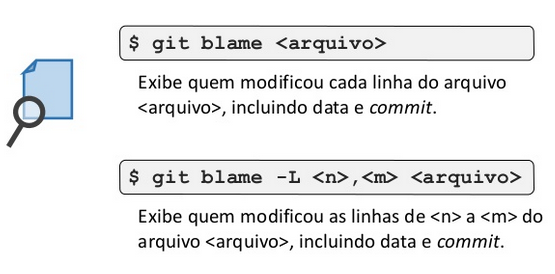 $ git blame <arquivo>
Exibe quem modificou cada linha do arquivo
<arquivo>, incluindo data e commit.
$ git blame -L <n>,<m> <arquivo>
Exibe quem modificou as linhas de <n> a <m> do
arquivo <arquivo>, incluindo data e commit.